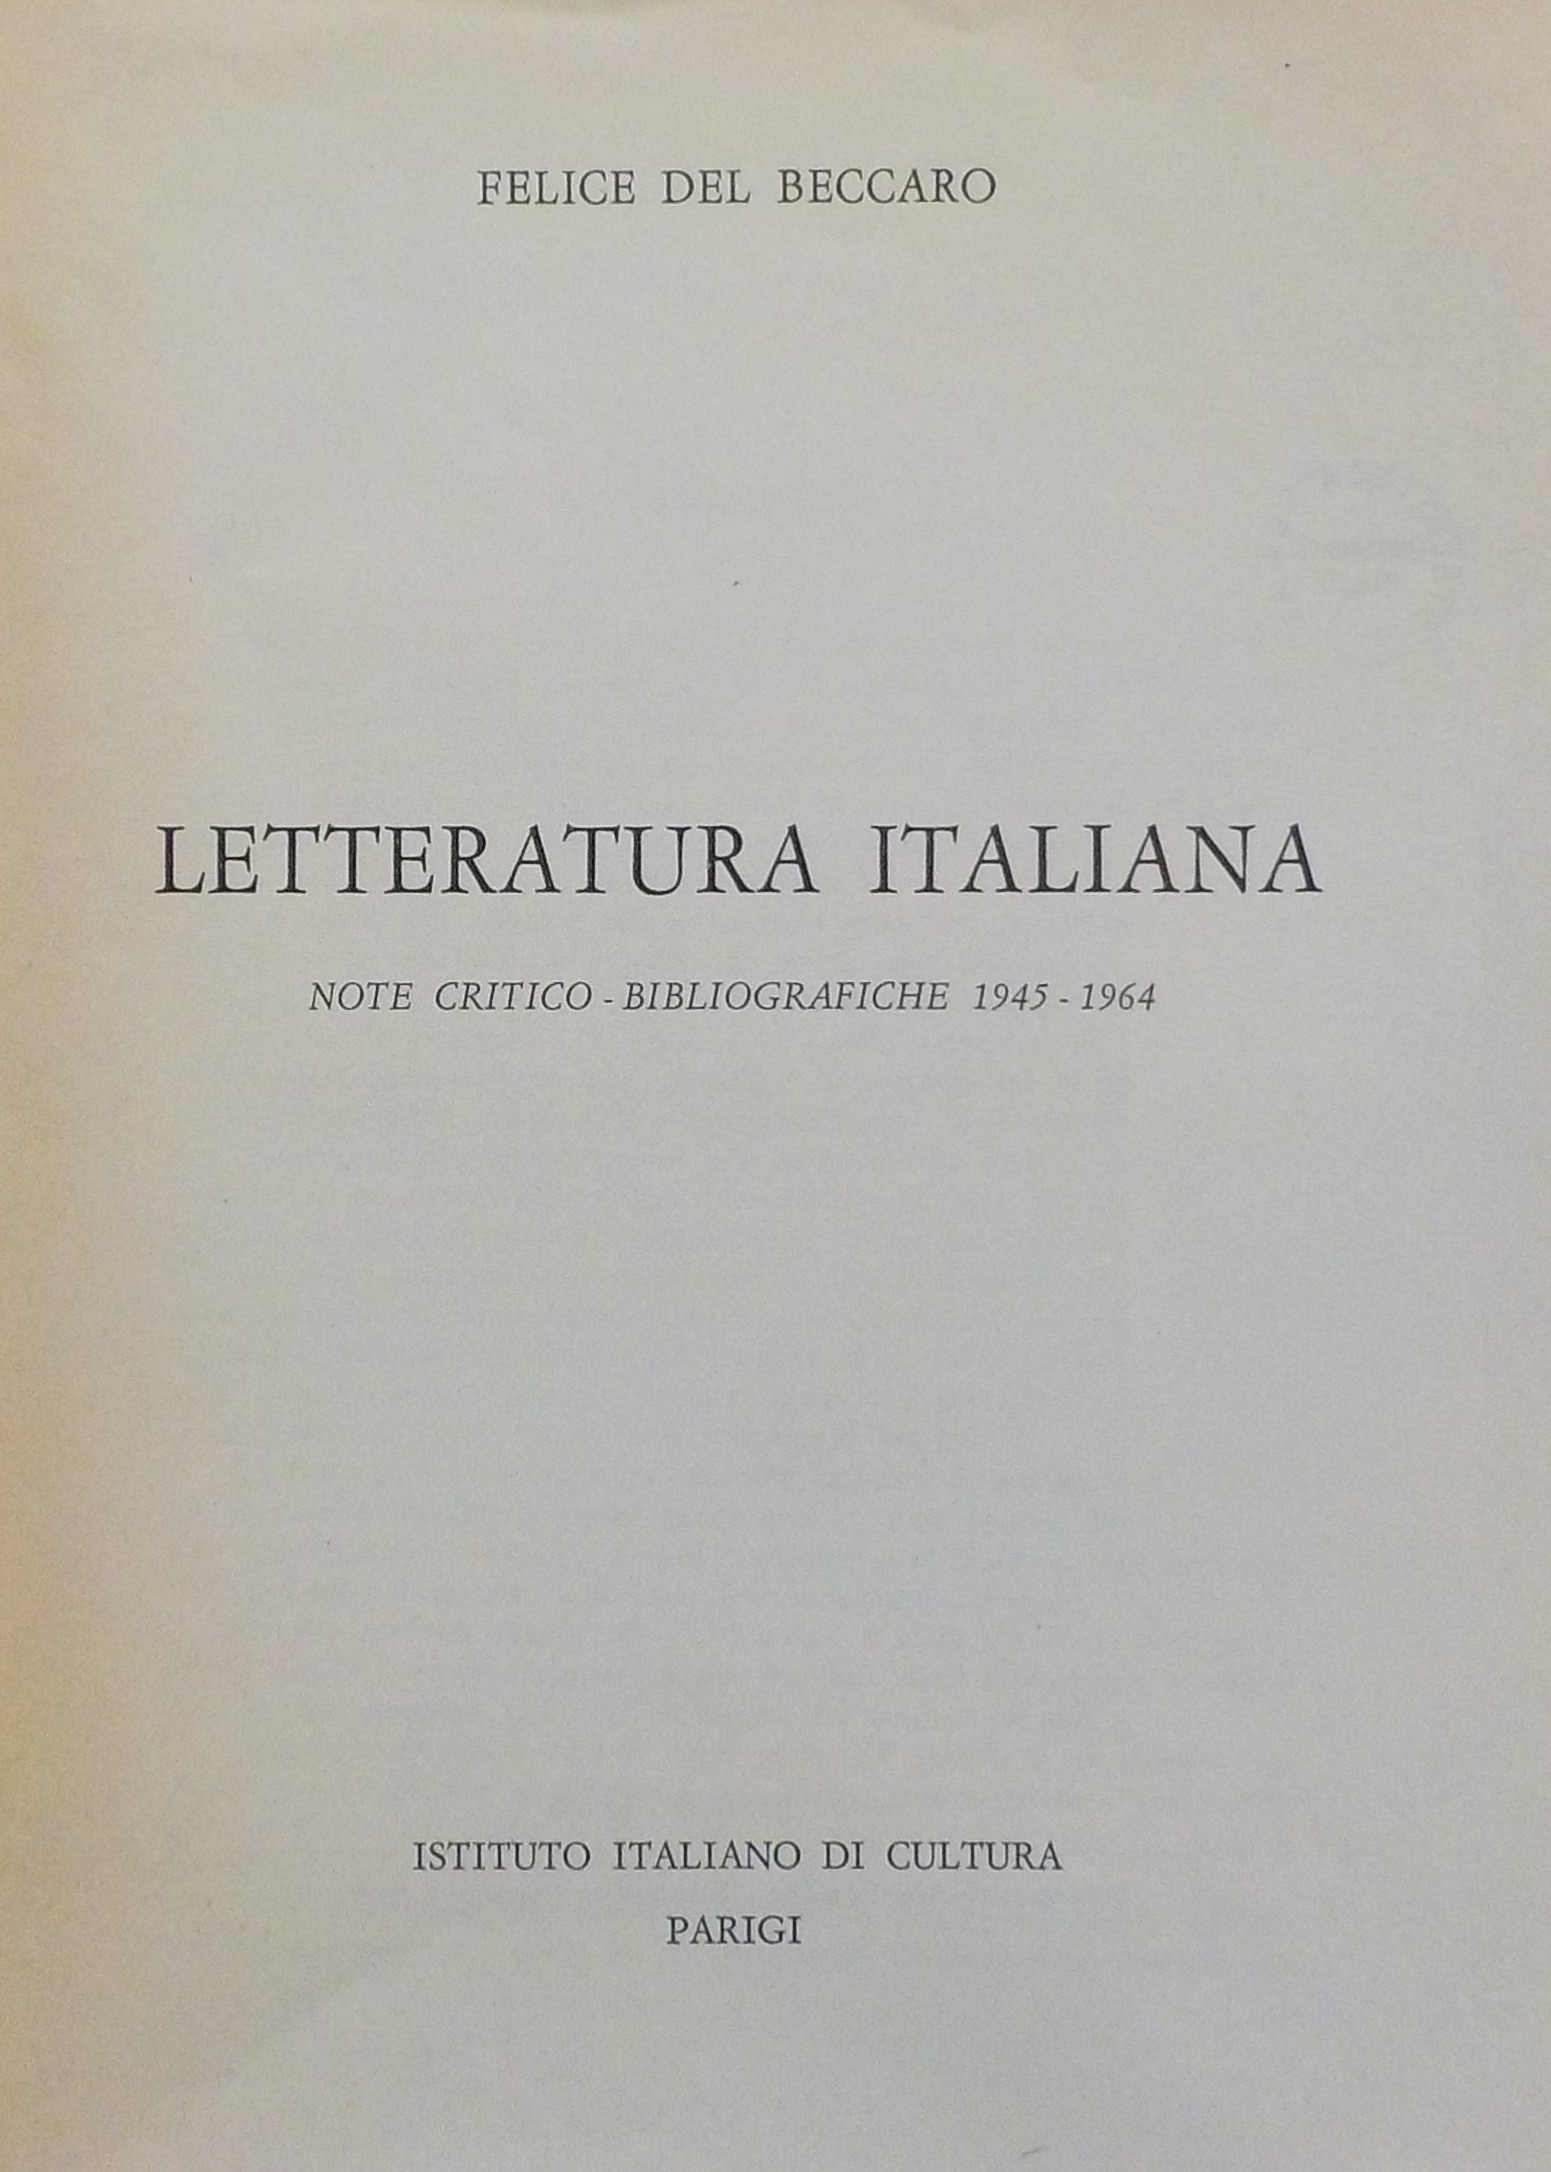 FELICE DEL BECCARO
LETTERATURA ITALIANA
NOTE CRITICO - BIBLIOGRAFICHE 1945 - 1964
ISTITUTO ITALIANO DI CULTURA
PARIGI